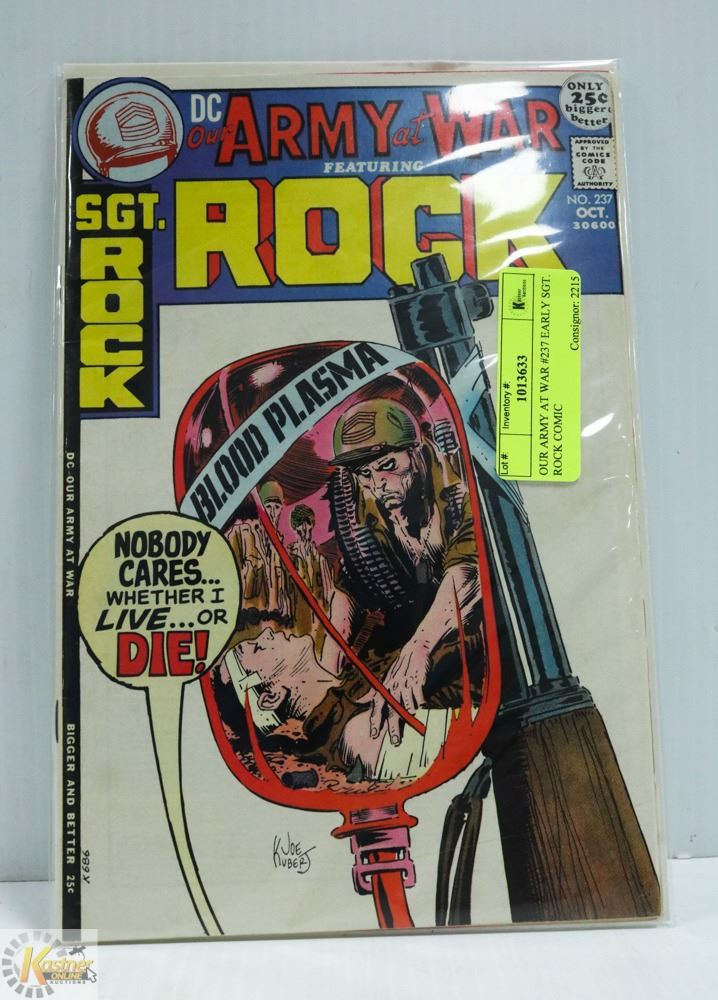 DC
Our ARMY at WAR
FEATURING
SGT. ROCK
ROCK
ONLY
25¢
bigger &
better
APPROVED
BY THE
COMICS
CODE
CA
AUTHORITY
NO. 237
OCT.
30600
BLOOD PLASMA
NOBODY
CARES...
WHETHER I
LIVE...OR
DIE!
DC-OUR ARMY AT WAR
BIGGER AND BETTER 25¢
K686
JOE
KUBERT
Lot #:
Inventory #:
1013633
OUR ARMY AT WAR #237 EARLY SGT.
ROCK COMIC
Consignor: 2215
Kastner
ONLINE
AUCTIONS